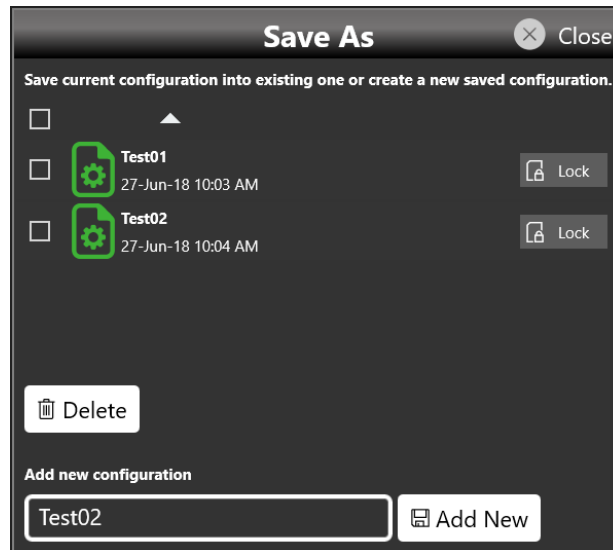 Save As
Close
Save current configuration into existing one or create a new saved configuration.
Test01
27-Jun-18 10:03 AM
Lock
Test02
27-Jun-18 10:04 AM
Lock
Delete
Add new configuration
Test02
Add New